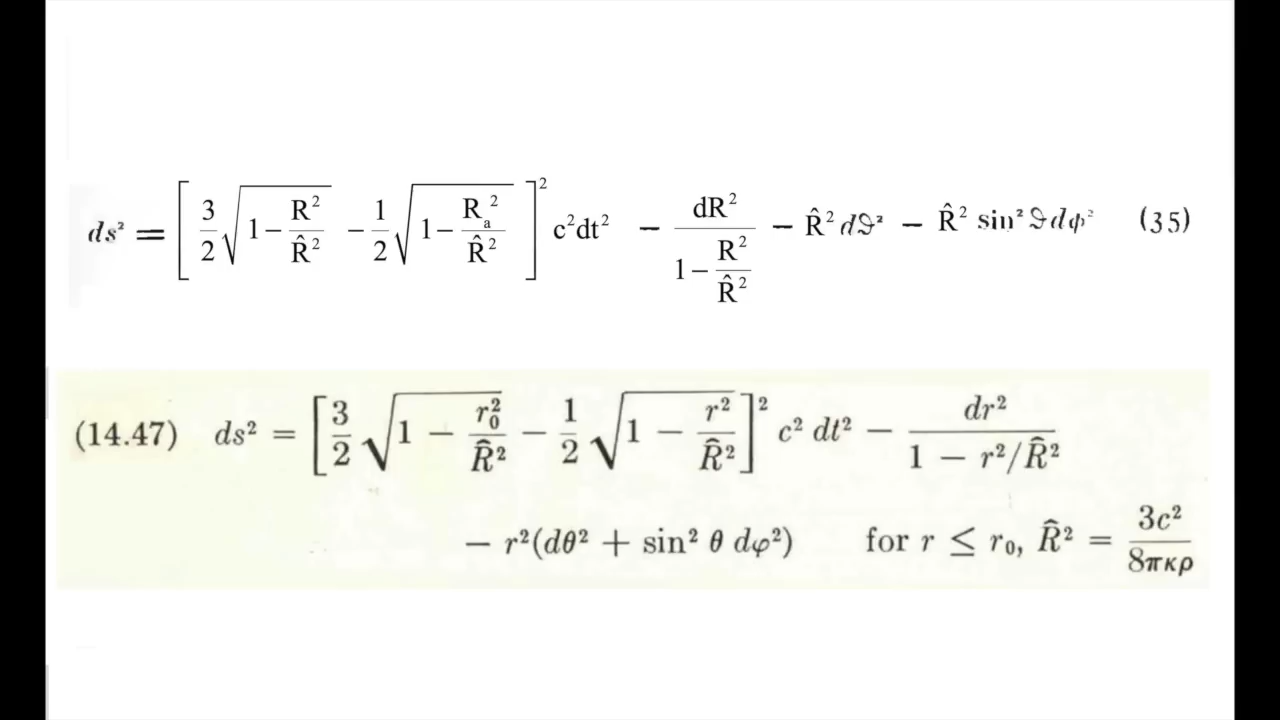 ds² = [ 3/2 √(1 − R²/R̂²) − 1/2 √(1 − Rₐ²/R̂²) ]² c²dt² − dR²/(1 − R²/R̂²) − R̂² dϑ² − R̂² sin² ϑdϕ² (35)
(14.47) ds² = [ 3/2 √(1 − r₀²/R̂²) − 1/2 √(1 − r²/R̂²) ]² c² dt² − dr²/(1 − r²/R̂²)
− r²(dθ² + sin² θ dφ²) for r ≤ r₀, R̂² = 3c²/8πκρ